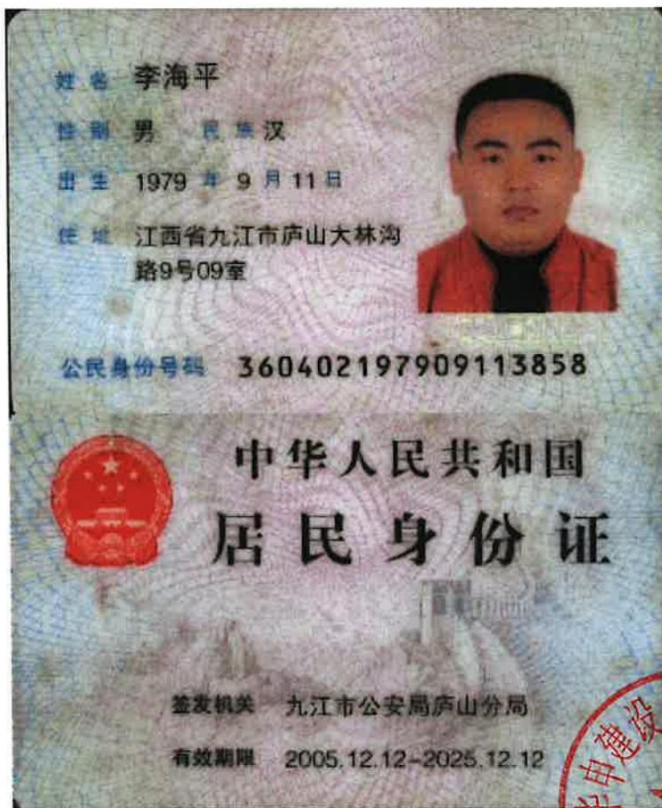 姓名 李海平
性别 男 民族 汉
出生 1979 年 9 月 11 日
住址 江西省九江市庐山大林沟
路9号09室
公民身份号码 360402197909113858
中华人民共和国
居民身份证
签发机关 九江市公安局庐山分局
有效期限 2005.12.12-2025.12.12
申建设